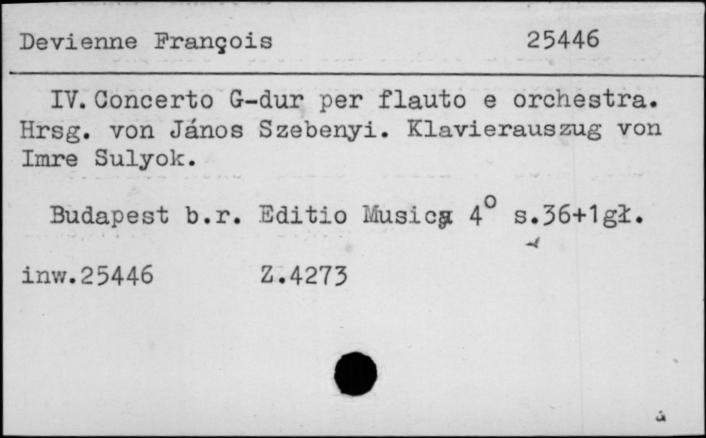 Devienne François 25446
IV. Concerto G-dur per flauto e orchestra.
Hrsg. von János Szebenyi. Klavierauszug von
Imre Sulyok.
Budapest b.r. Editio Musica 4° s.36+1gł.
inw.25446 Z.4273